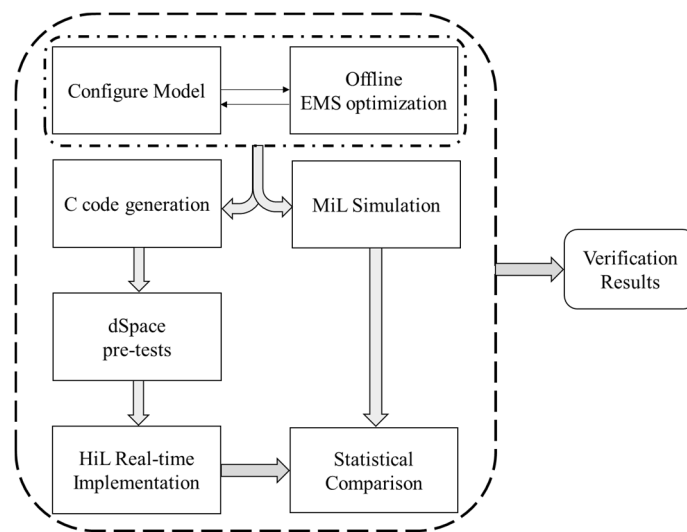 Configure Model
Offline
EMS optimization
C code generation
MiL Simulation
Verification
Results
dSpace
pre-tests
HiL Real-time
Implementation
Statistical
Comparison